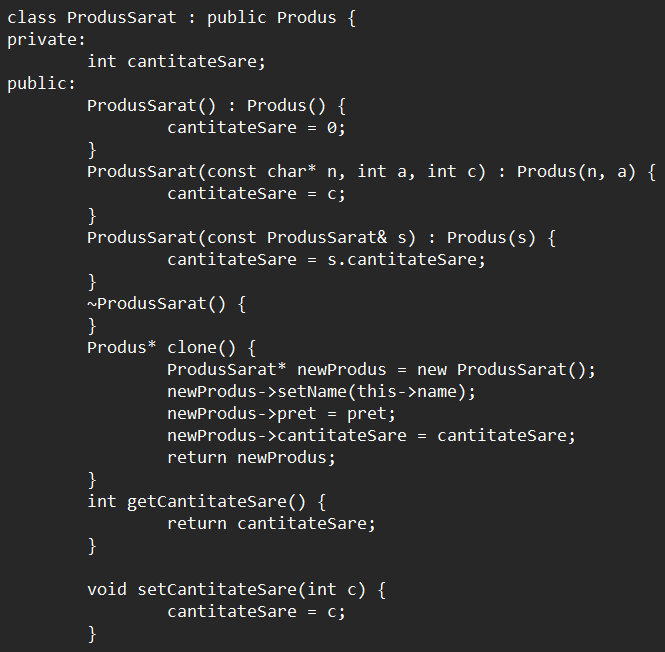 class ProdusSarat : public Produs {
private:
        int cantitateSare;
public:
        ProdusSarat() : Produs() {
                cantitateSare = 0;
        }
        ProdusSarat(const char* n, int a, int c) : Produs(n, a) {
                cantitateSare = c;
        }
        ProdusSarat(const ProdusSarat& s) : Produs(s) {
                cantitateSare = s.cantitateSare;
        }
        ~ProdusSarat() {
        }
        Produs* clone() {
                ProdusSarat* newProdus = new ProdusSarat();
                newProdus->setName(this->name);
                newProdus->pret = pret;
                newProdus->cantitateSare = cantitateSare;
                return newProdus;
        }
        int getCantitateSare() {
                return cantitateSare;
        }

        void setCantitateSare(int c) {
                cantitateSare = c;
        }